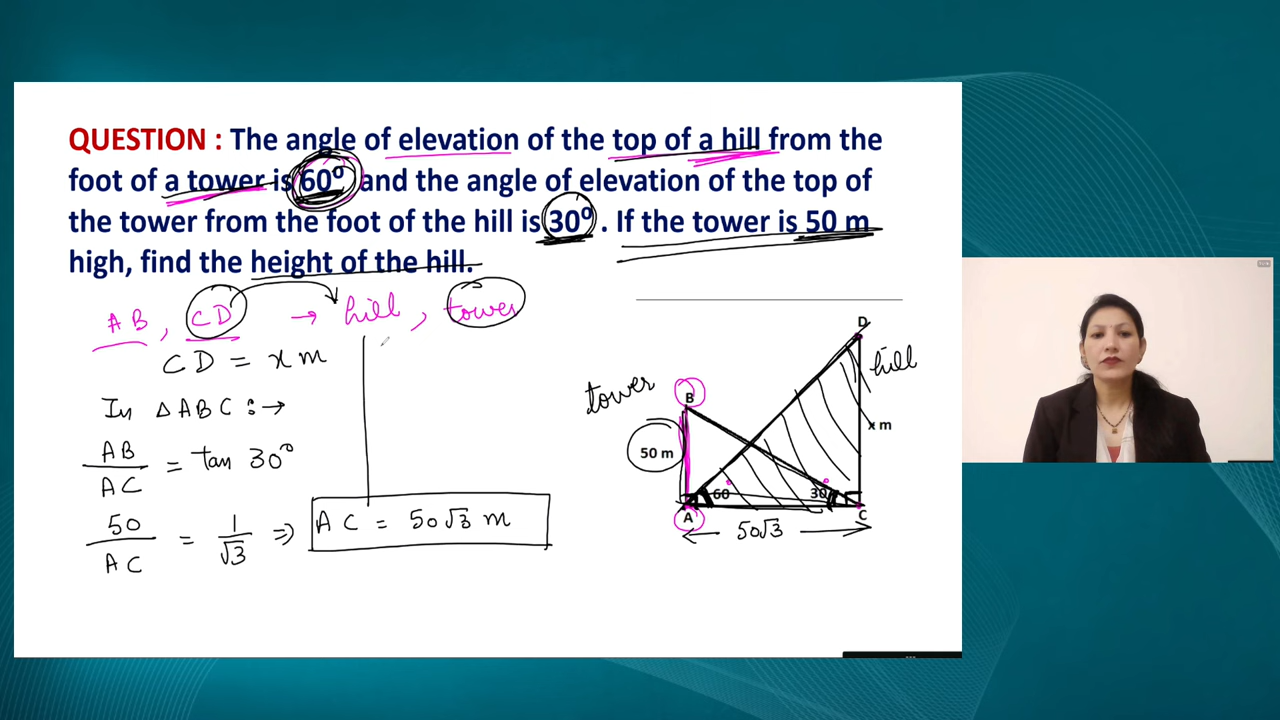 QUESTION : The angle of elevation of the top of a hill from the
foot of a tower is 60° and the angle of elevation of the top of
the tower from the foot of the hill is 30° . If the tower is 50 m
high, find the height of the hill.
AB, CD → hill, tower
CD = x m
In △ABC :→
AB/AC = tan 30°
50/AC = 1/√3 ⇒ AC = 50√3 m
D
hill
tower
B
x m
50 m
60° 30°
A C
50√3